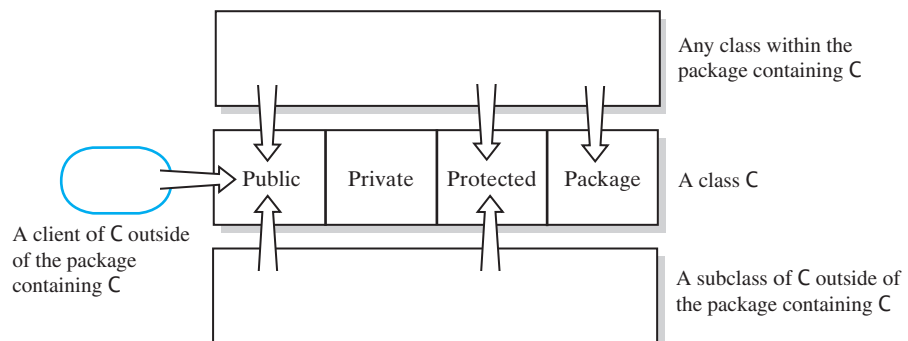 Any class within the
package containing C
Public
Private
Protected
Package
A class C
A client of C outside
of the package
containing C
A subclass of C outside of
the package containing C